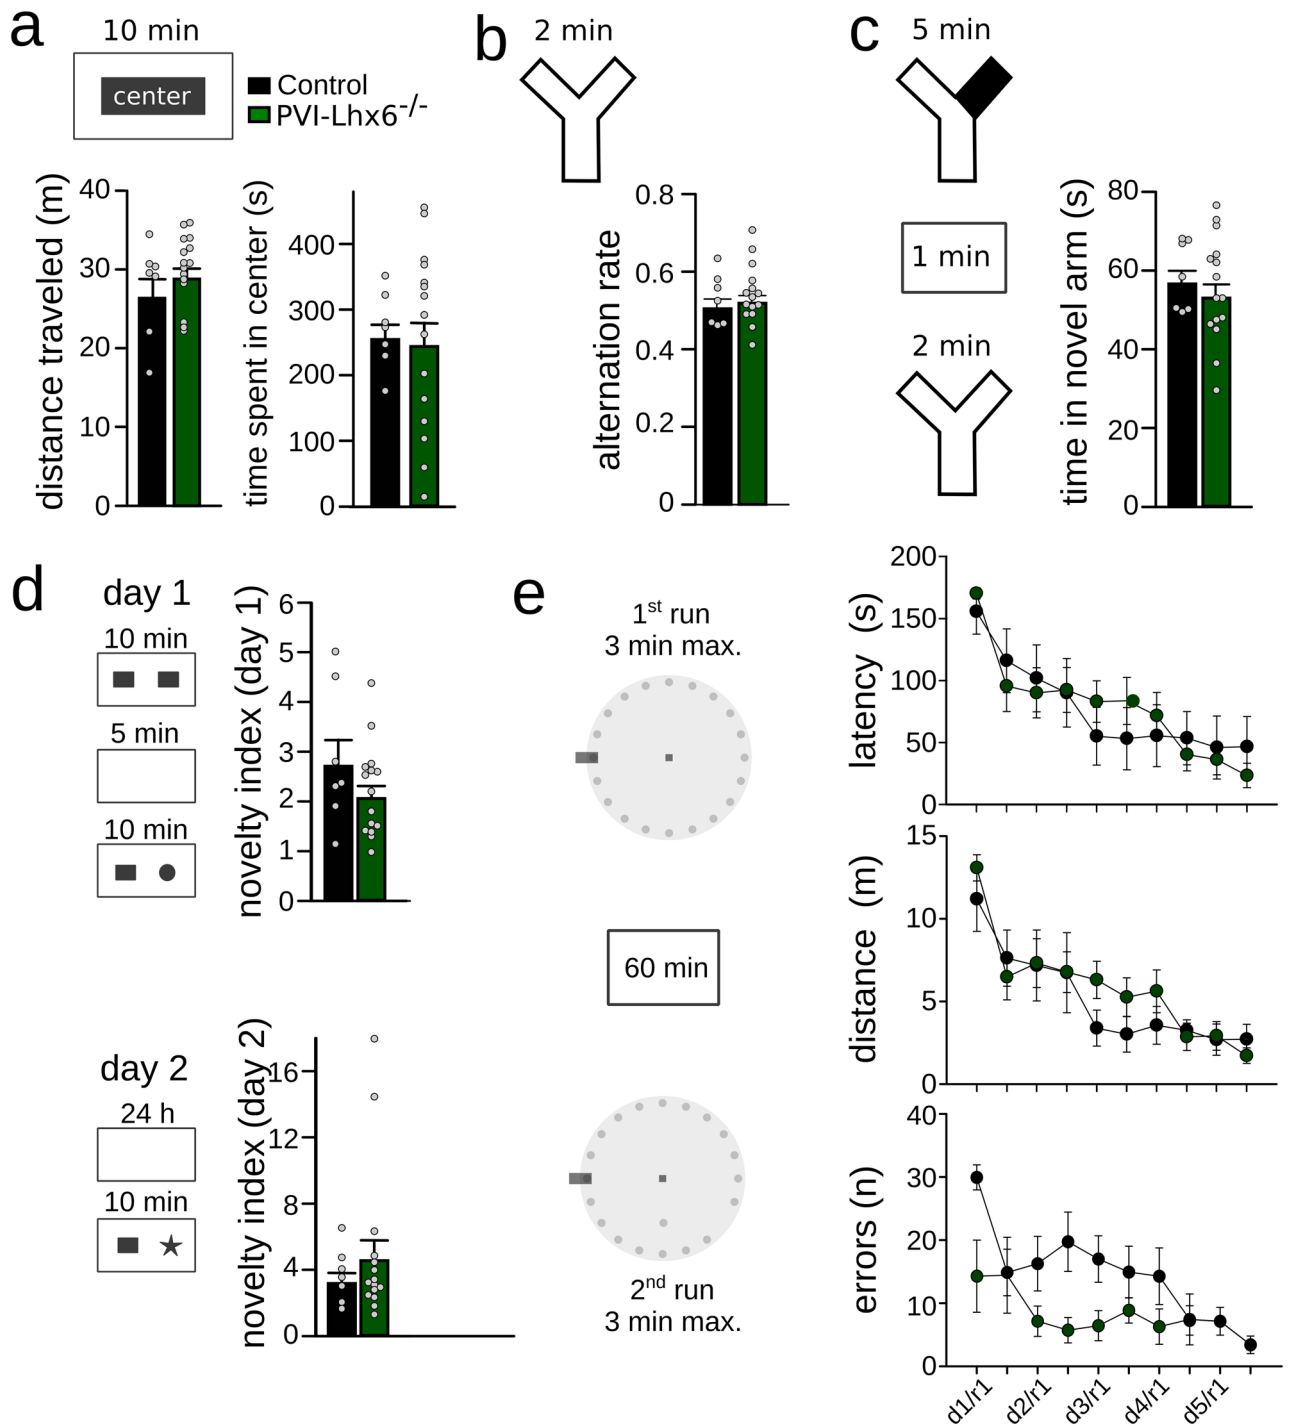 a
10 min
center
Control
PVI-Lhx6-/-
distance traveled (m)
40
30
20
10
0
time spent in center (s)
400
300
200
100
0
b
2 min
alternation rate
0.8
0.6
0.4
0.2
0
c
5 min
1 min
2 min
time in novel arm (s)
80
60
40
20
0
d
day 1
10 min
5 min
10 min
novelty index (day 1)
6
5
4
3
2
1
0
day 2
24 h
10 min
novelty index (day 2)
16
12
8
4
0
e
1st run
3 min max.
60 min
2nd run
3 min max.
latency (s)
200
150
100
50
0
distance (m)
15
10
5
0
errors (n)
40
30
20
10
0
d1/r1
d2/r1
d3/r1
d4/r1
d5/r1